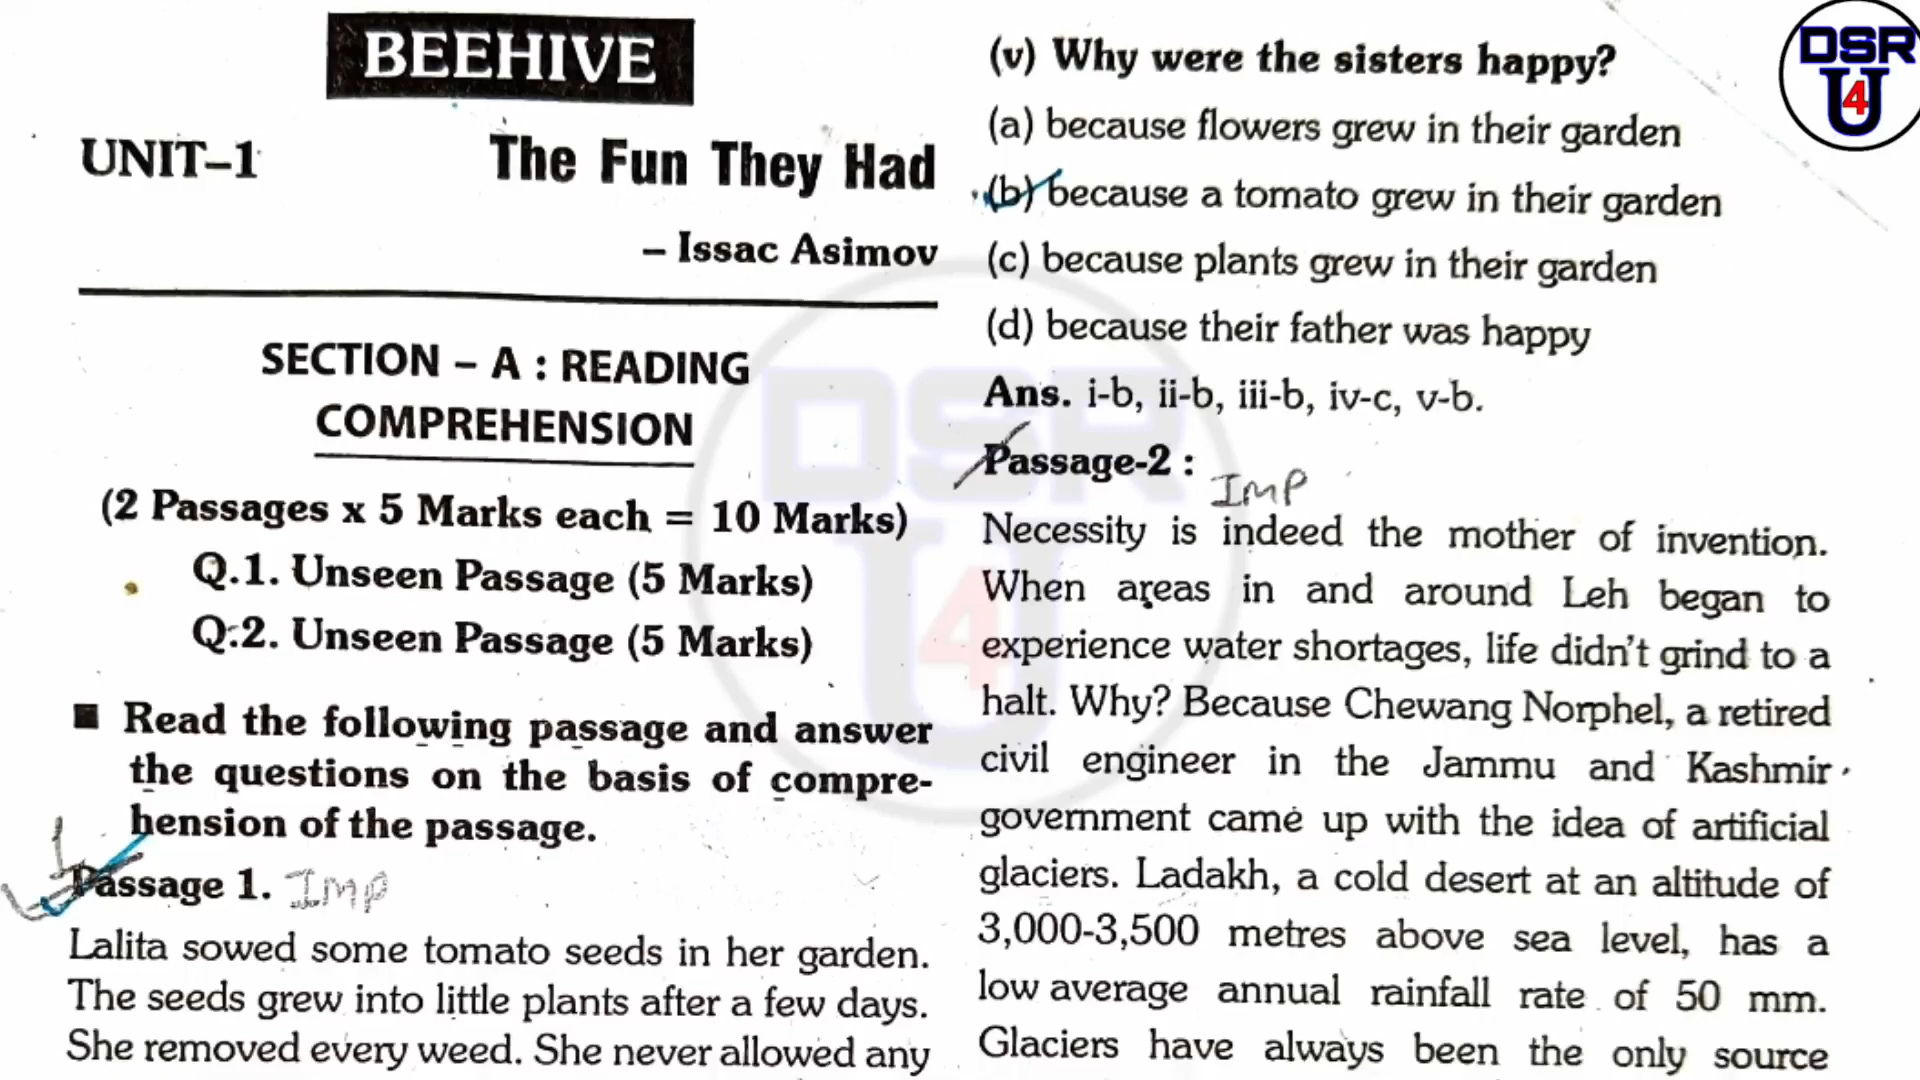 BEEHIVE
UNIT–1 The Fun They Had
– Issac Asimov
SECTION – A : READING
COMPREHENSION
(2 Passages x 5 Marks each = 10 Marks)
Q.1. Unseen Passage (5 Marks)
Q.2. Unseen Passage (5 Marks)
■ Read the following passage and answer
the questions on the basis of compre-
hension of the passage.
Passage 1. IMP
Lalita sowed some tomato seeds in her garden.
The seeds grew into little plants after a few days.
She removed every weed. She never allowed any
(v) Why were the sisters happy?
(a) because flowers grew in their garden
(b) because a tomato grew in their garden
(c) because plants grew in their garden
(d) because their father was happy
Ans. i-b, ii-b, iii-b, iv-c, v-b.
Passage-2 : IMP
Necessity is indeed the mother of invention.
When areas in and around Leh began to
experience water shortages, life didn't grind to a
halt. Why? Because Chewang Norphel, a retired
civil engineer in the Jammu and Kashmir
government came up with the idea of artificial
glaciers. Ladakh, a cold desert at an altitude of
3,000-3,500 metres above sea level, has a
low average annual rainfall rate of 50 mm.
Glaciers have always been the only source
DSR
U
4
DSR
U
4